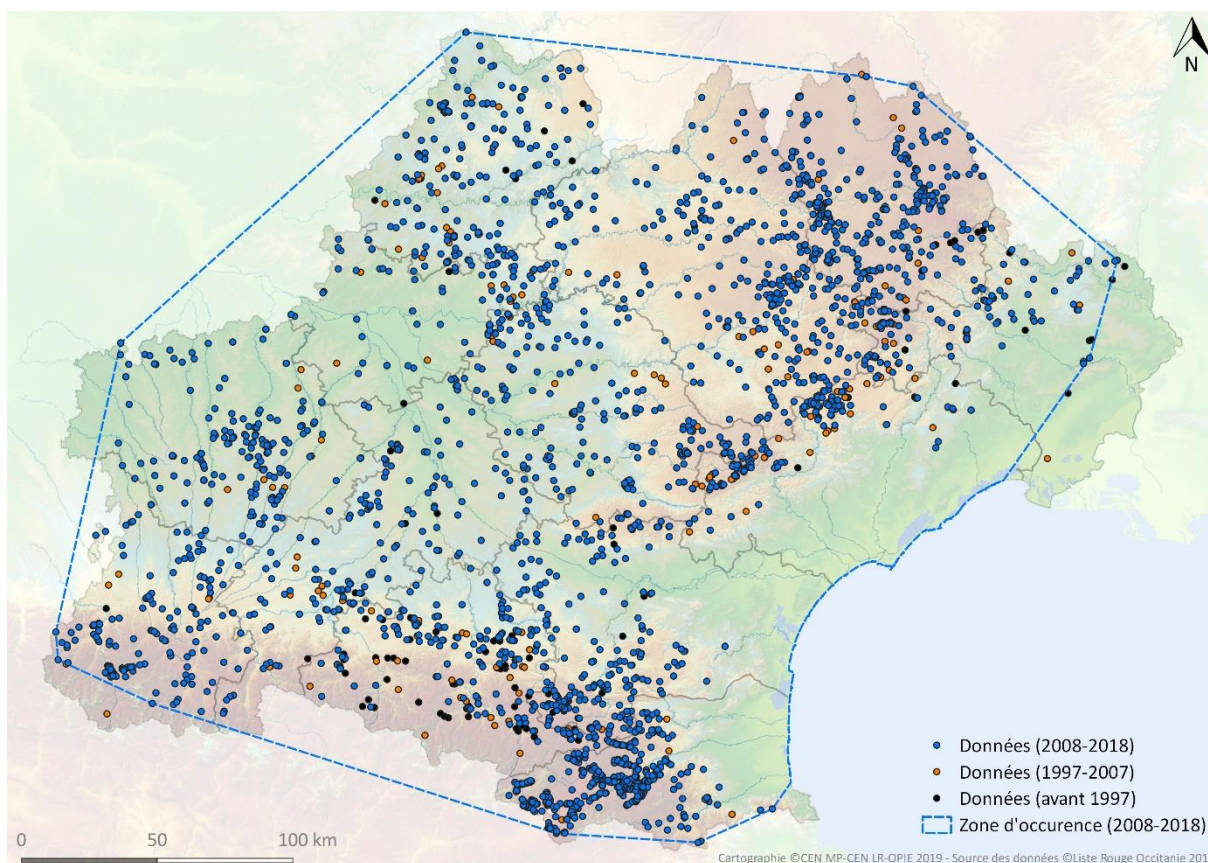 N
Données (2008-2018)
Données (1997-2007)
Données (avant 1997)
Zone d'occurence (2008-2018)
0 50 100 km
Cartographie ©CEN MP-CEN LR-OPIE 2019 - Source des données ©Liste Rouge Occitanie 201